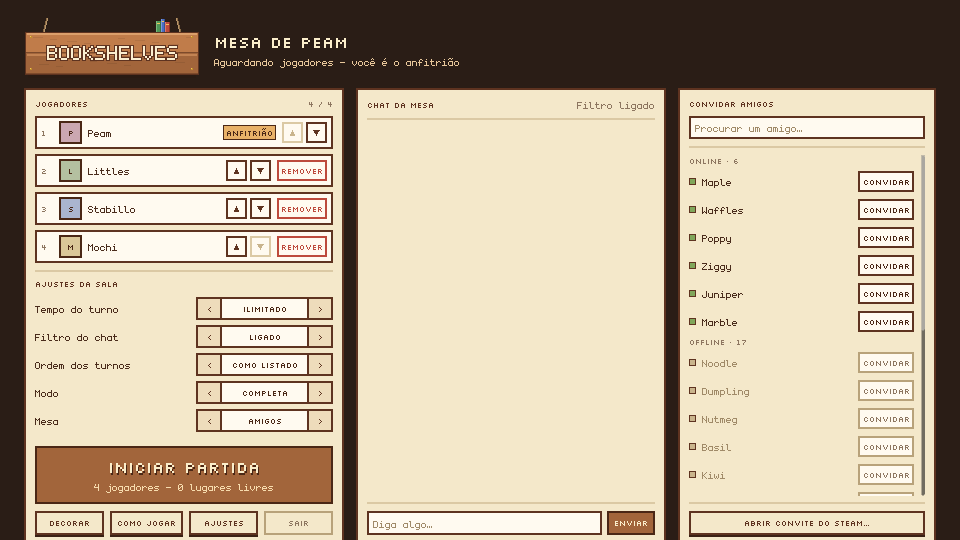 BOOKSHELVES
MESA DE PEAM
Aguardando jogadores — você é o anfitrião
JOGADORES 4 / 4
1 P Peam ANFITRIÃO ▲ ▼
2 L Littles ▲ ▼ REMOVER
3 S Stabillo ▲ ▼ REMOVER
4 M Mochi ▲ ▼ REMOVER
AJUSTES DA SALA
Tempo do turno ‹ ILIMITADO ›
Filtro do chat ‹ LIGADO ›
Ordem dos turnos ‹ COMO LISTADO ›
Modo ‹ COMPLETA ›
Mesa ‹ AMIGOS ›
INICIAR PARTIDA
4 jogadores — 0 lugares livres
DECORAR COMO JOGAR AJUSTES SAIR
CHAT DA MESA Filtro ligado
Diga algo… ENVIAR
CONVIDAR AMIGOS
Procurar um amigo…
ONLINE · 6
Maple CONVIDAR
Waffles CONVIDAR
Poppy CONVIDAR
Ziggy CONVIDAR
Juniper CONVIDAR
Marble CONVIDAR
OFFLINE · 17
Noodle CONVIDAR
Dumpling CONVIDAR
Nutmeg CONVIDAR
Basil CONVIDAR
Kiwi CONVIDAR
ABRIR CONVITE DO STEAM…